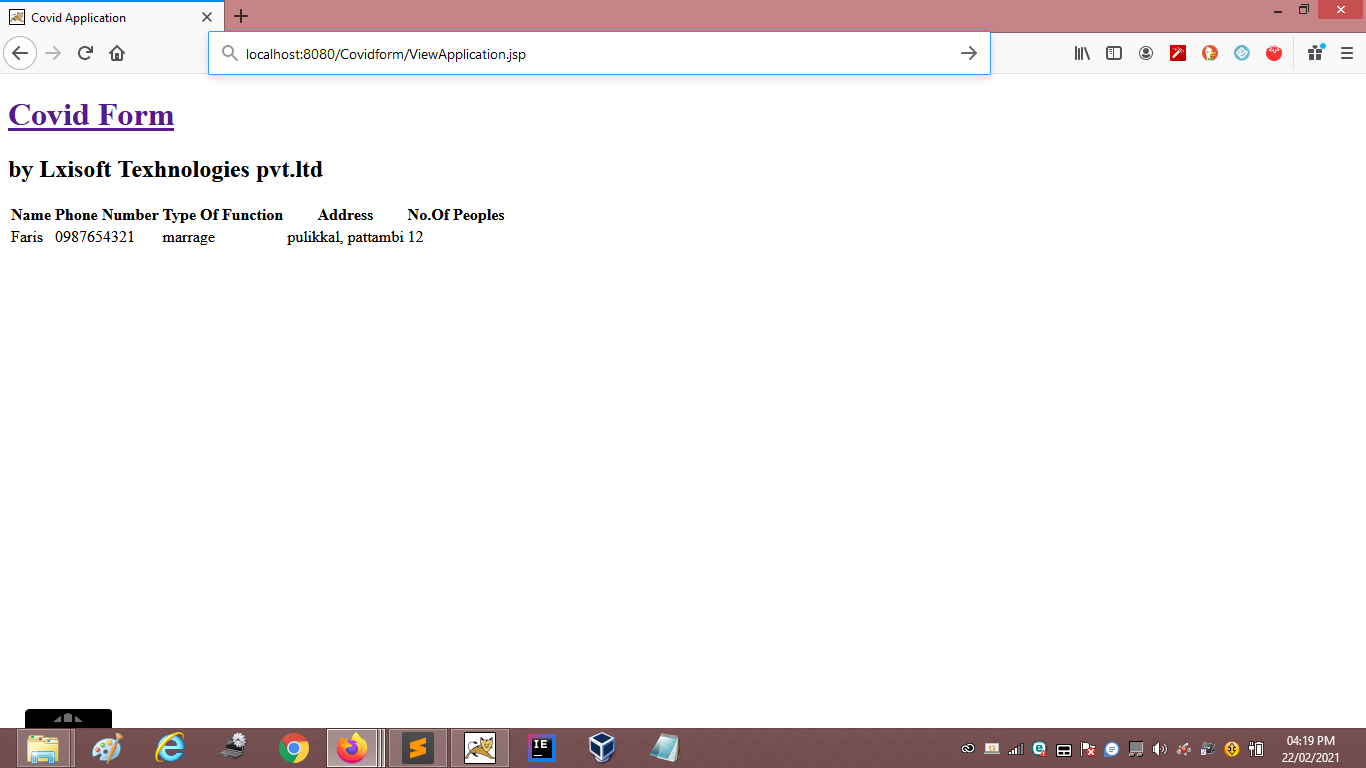 Covid Application
localhost:8080/Covidform/ViewApplication.jsp
Covid Form
by Lxisoft Texhnologies pvt.ltd
Name Phone Number Type Of Function Address No.Of Peoples
Faris 0987654321 marrage pulikkal, pattambi 12
IE
04:19 PM
22/02/2021